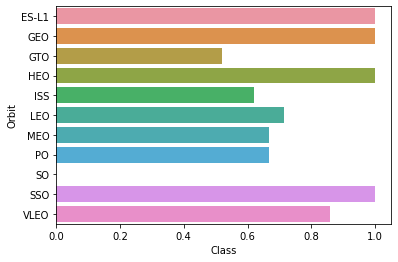 ES-L1
GEO
GTO
HEO
ISS
LEO
MEO
PO
SO
SSO
VLEO
Orbit
0.0 0.2 0.4 0.6 0.8 1.0
Class